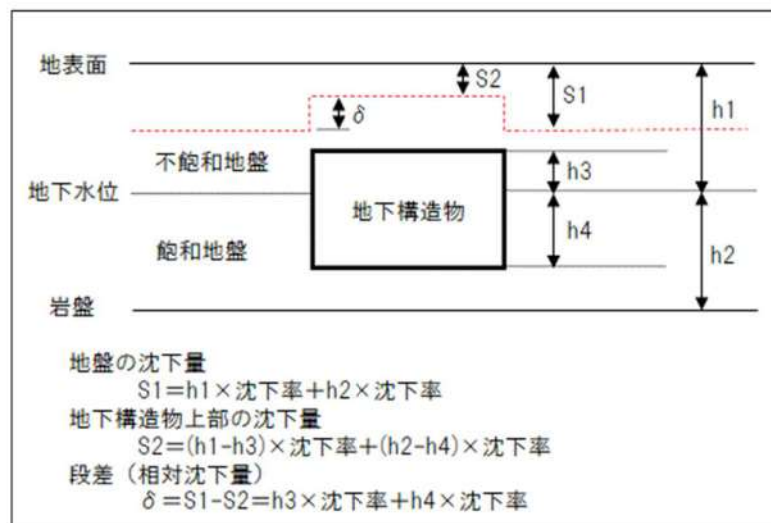 地表面
S2
S1
δ
h1
不飽和地盤
h3
地下水位
地下構造物
h4
飽和地盤
h2
岩盤
地盤の沈下量
S1=h1×沈下率+h2×沈下率
地下構造物上部の沈下量
S2=(h1-h3)×沈下率+(h2-h4)×沈下率
段差（相対沈下量）
δ=S1-S2=h3×沈下率+h4×沈下率